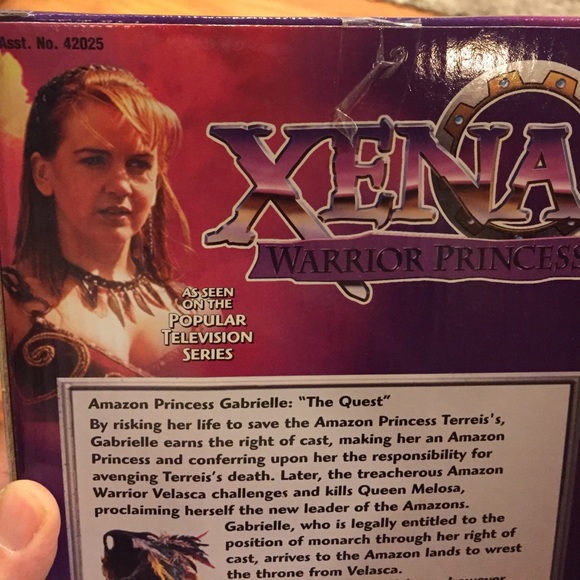 Asst. No. 42025
XENA
WARRIOR PRINCESS
AS SEEN
ON THE
POPULAR
TELEVISION
SERIES
Amazon Princess Gabrielle: "The Quest"
By risking her life to save the Amazon Princess Terreis's,
Gabrielle earns the right of cast, making her an Amazon
Princess and conferring upon her the responsibility for
avenging Terreis's death. Later, the treacherous Amazon
Warrior Velasca challenges and kills Queen Melosa,
proclaiming herself the new leader of the Amazons.
Gabrielle, who is legally entitled to the
position of monarch through her right of
cast, arrives to the Amazon lands to wrest
the throne from Velasca.
however